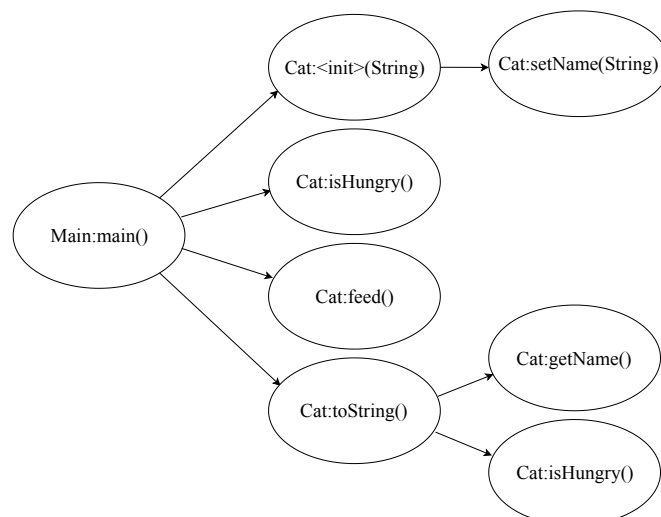 Cat:<init>(String)
Cat:setName(String)
Cat:isHungry()
Main:main()
Cat:feed()
Cat:getName()
Cat:toString()
Cat:isHungry()